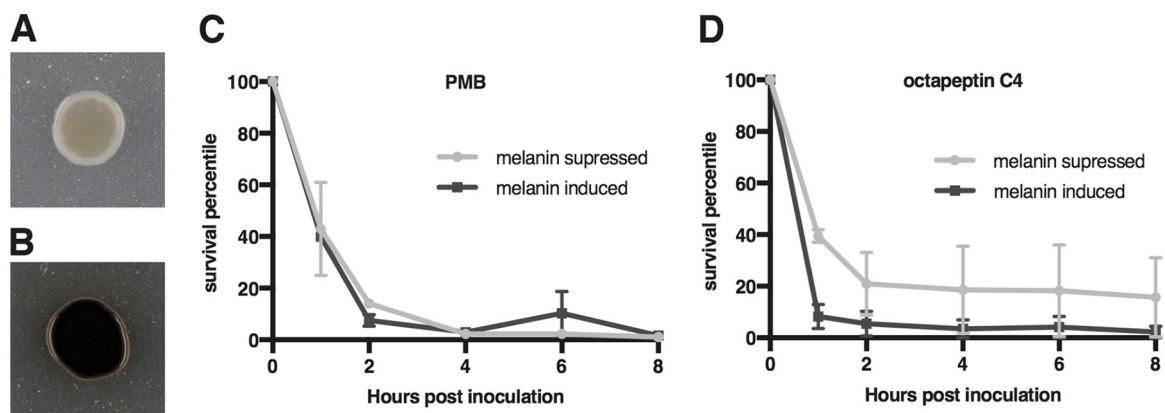 A
B
C
PMB
survival percentile
100
80
60
40
20
0
melanin supressed
melanin induced
0 2 4 6 8
Hours post inoculation
D
octapeptin C4
survival percentile
100
80
60
40
20
0
melanin supressed
melanin induced
0 2 4 6 8
Hours post inoculation